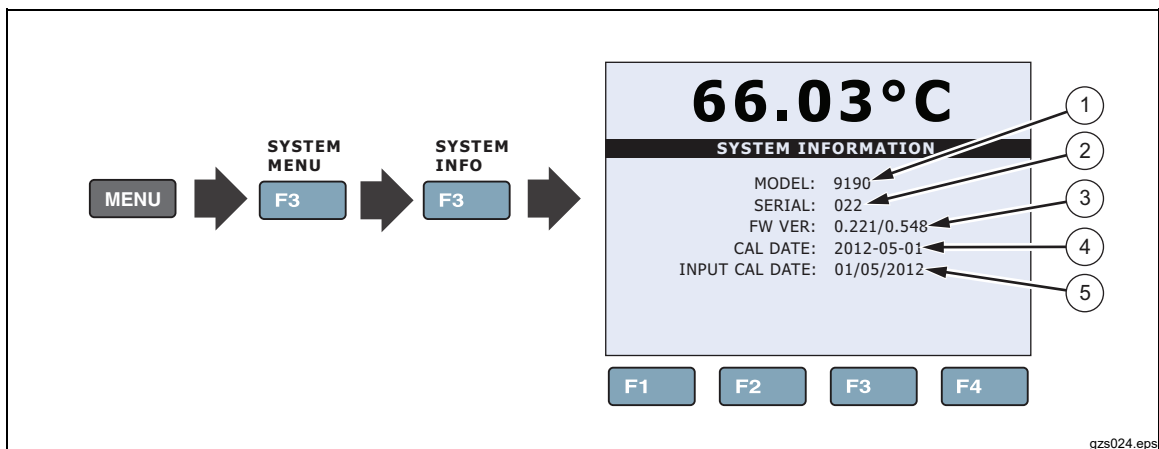 66.03°C
SYSTEM INFORMATION
MODEL: 9190
SERIAL: 022
FW VER: 0.221/0.548
CAL DATE: 2012-05-01
INPUT CAL DATE: 01/05/2012
1
2
3
4
5
SYSTEM
MENU
SYSTEM
INFO
MENU
F3
F3
F1
F2
F3
F4
gzs024.eps